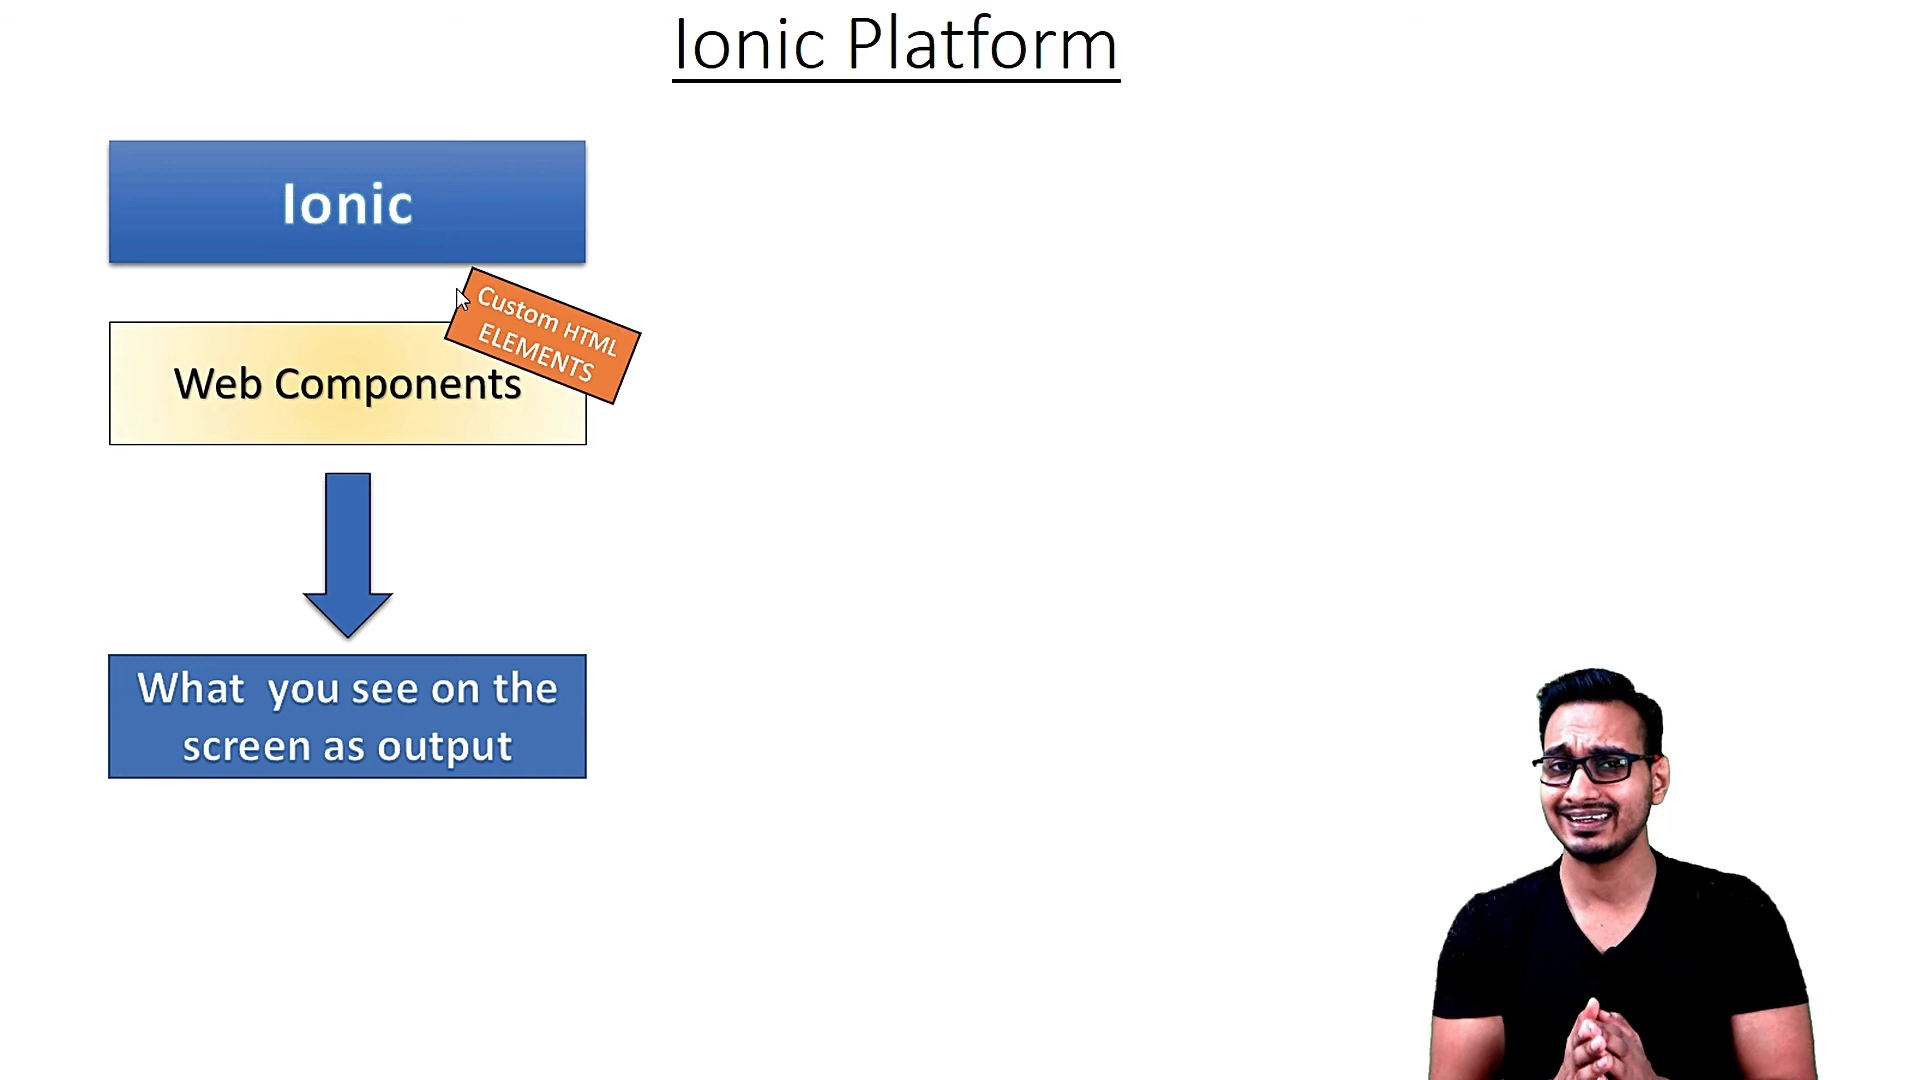 Ionic Platform
Ionic
Custom HTML
ELEMENTS
Web Components
What  you see on the
screen as output